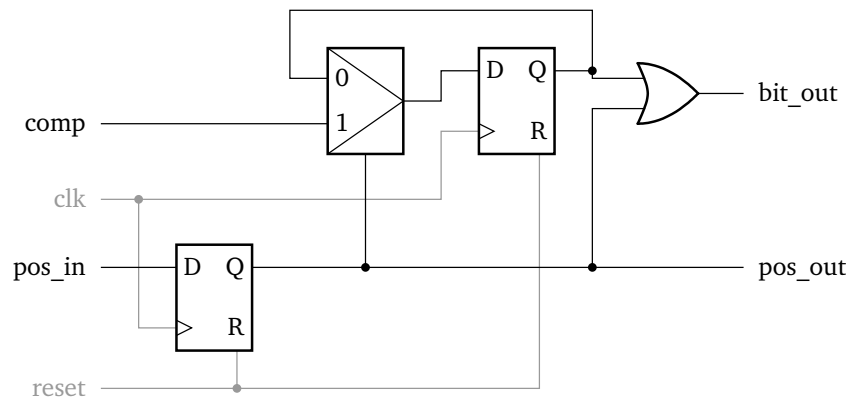 0
D Q
bit_out
comp
1
R
clk
pos_in
D Q
pos_out
R
reset